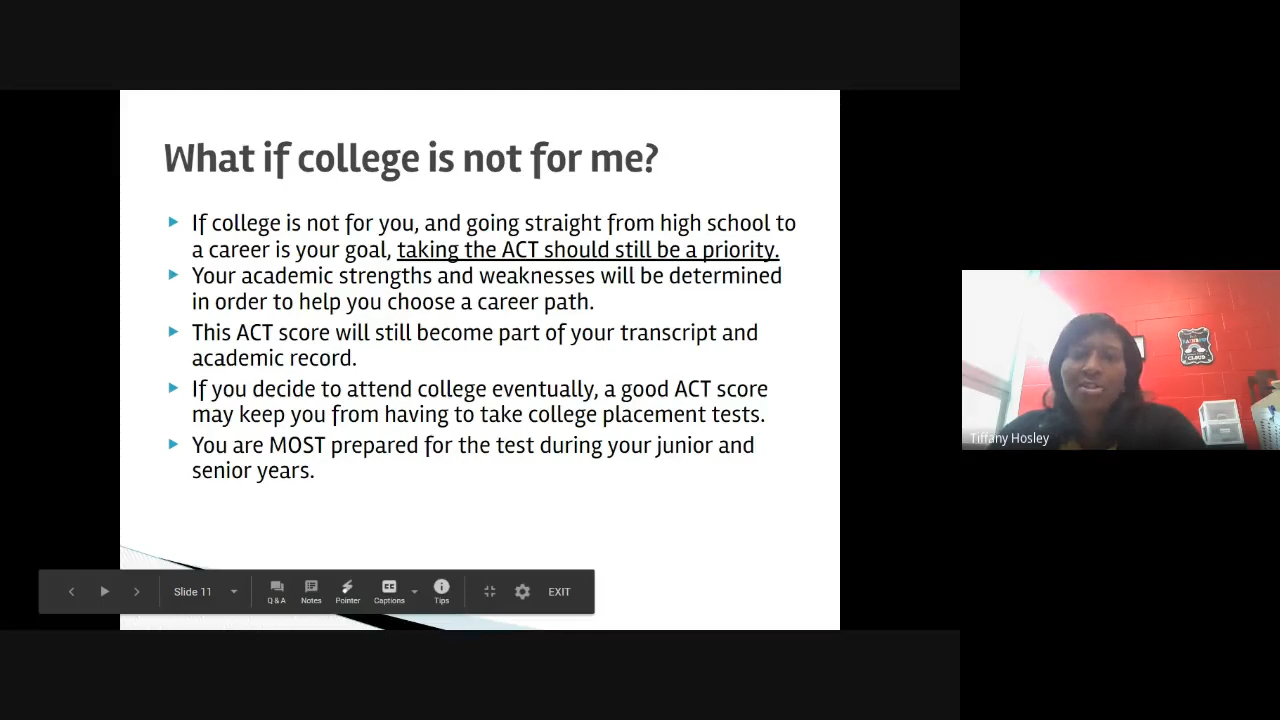 What if college is not for me?
If college is not for you, and going straight from high school to
a career is your goal, taking the ACT should still be a priority.
Your academic strengths and weaknesses will be determined
in order to help you choose a career path.
This ACT score will still become part of your transcript and
academic record.
If you decide to attend college eventually, a good ACT score
may keep you from having to take college placement tests.
You are MOST prepared for the test during your junior and
senior years.
Slide 11
Q & A
Notes
Pointer
Captions
Tips
EXIT
CC
RAINBOW
CLOUD
Tiffany Hosley